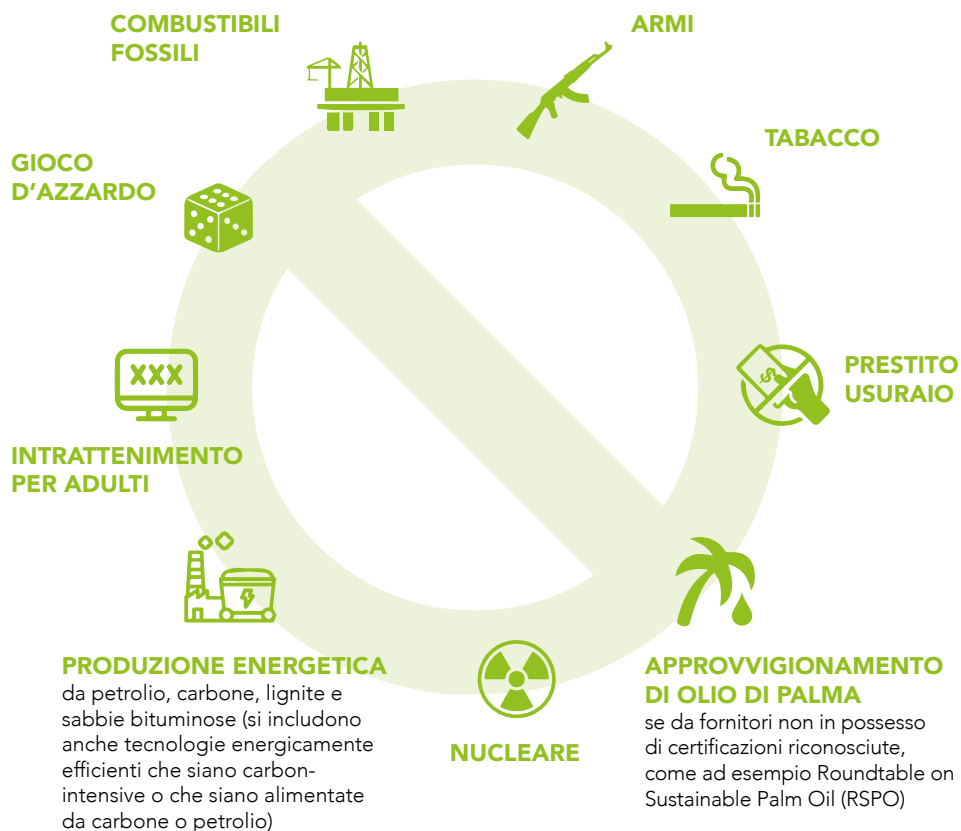 COMBUSTIBILI
FOSSILI
ARMI
TABACCO
GIOCO
D’AZZARDO
PRESTITO
USURAIO
XXX
$
INTRATTENIMENTO
PER ADULTI
PRODUZIONE ENERGETICA
da petrolio, carbone, lignite e
sabbie bituminose (si includono
anche tecnologie energicamente
efficienti che siano carbon-
intensive o che siano alimentate
da carbone o petrolio)
NUCLEARE
APPROVVIGIONAMENTO
DI OLIO DI PALMA
se da fornitori non in possesso
di certificazioni riconosciute,
come ad esempio Roundtable on
Sustainable Palm Oil (RSPO)